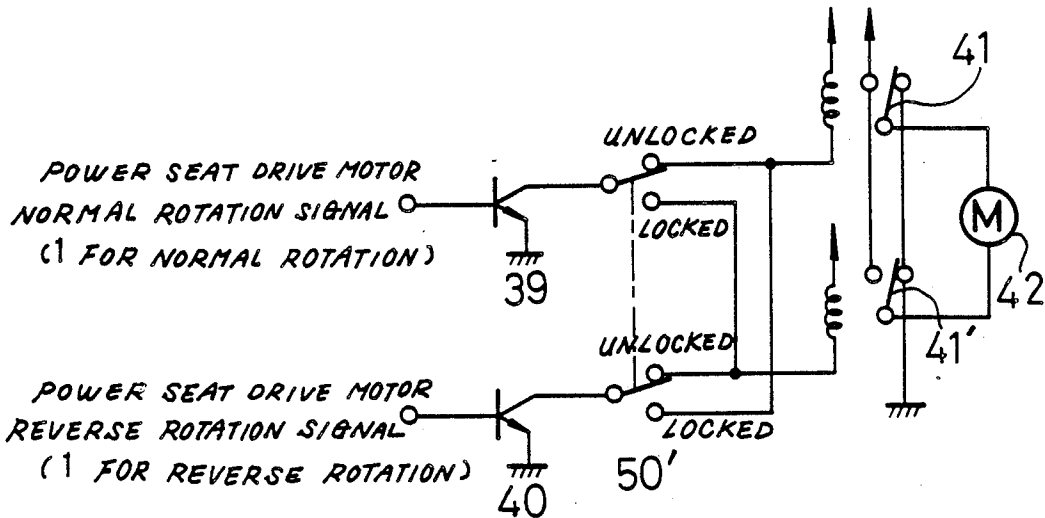 41
UNLOCKED
POWER SEAT DRIVE MOTOR
NORMAL ROTATION SIGNAL
(1 FOR NORMAL ROTATION)
LOCKED
M
39
42
UNLOCKED
41'
POWER SEAT DRIVE MOTOR
REVERSE ROTATION SIGNAL
(1 FOR REVERSE ROTATION)
LOCKED
40
50'